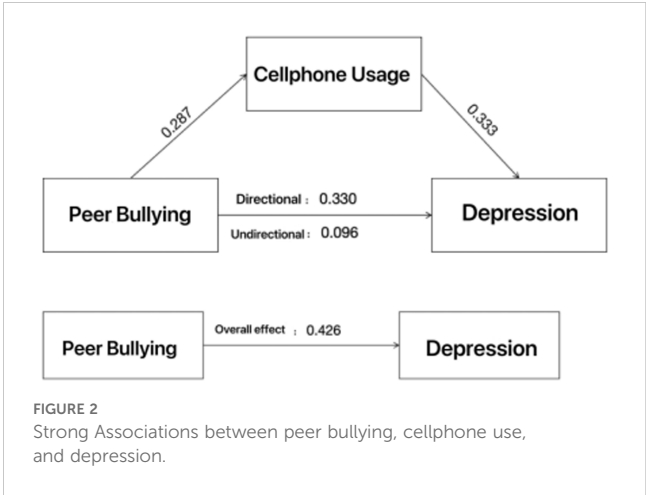 Cellphone Usage
0.287
0.333
Peer Bullying
Directional : 0.330
Undirectional : 0.096
Depression
Peer Bullying
Overall effect : 0.426
Depression
FIGURE 2
Strong Associations between peer bullying, cellphone use,
and depression.